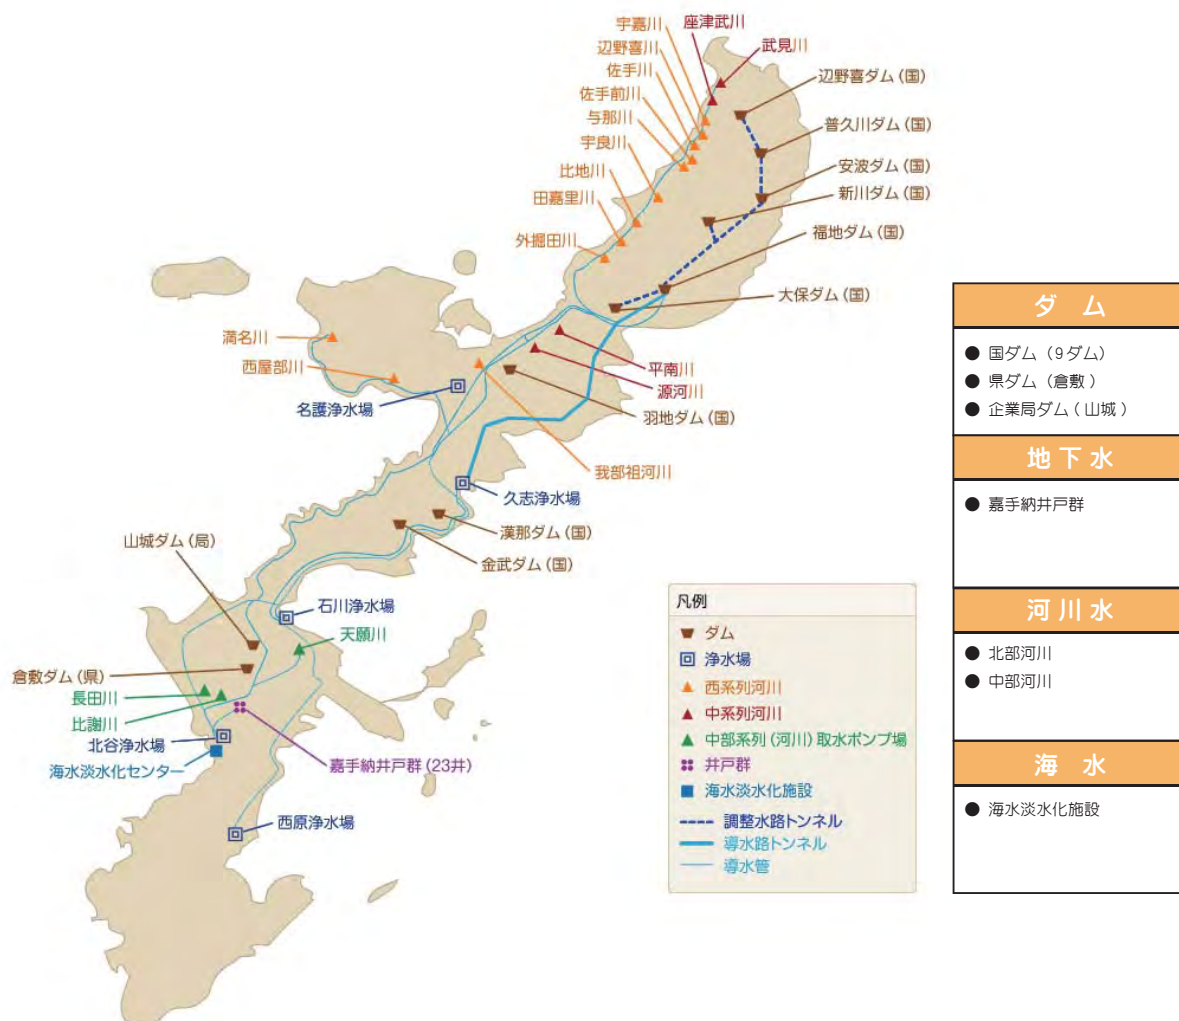 宇嘉川
座津武川
武見川
辺野喜川
佐手川
佐手前川
与那川
宇良川
比地川
田嘉里川
外掘田川
辺野喜ダム(国)
普久川ダム(国)
安波ダム(国)
新川ダム(国)
福地ダム(国)
大保ダム(国)
満名川
西屋部川
名護浄水場
平南川
源河川
羽地ダム(国)
我部祖河川
久志浄水場
漢那ダム(国)
金武ダム(国)
山城ダム(局)
石川浄水場
天願川
倉敷ダム(県)
長田川
比謝川
北谷浄水場
海水淡水化センター
嘉手納井戸群(23井)
西原浄水場
凡例
ダム
浄水場
西系列河川
中系列河川
中部系列(河川)取水ポンプ場
井戸群
海水淡水化施設
調整水路トンネル
導水路トンネル
導水管
ダ ム
● 国ダム(9ダム)
● 県ダム(倉敷)
● 企業局ダム(山城)
地下水
● 嘉手納井戸群
河川水
● 北部河川
● 中部河川
海 水
● 海水淡水化施設